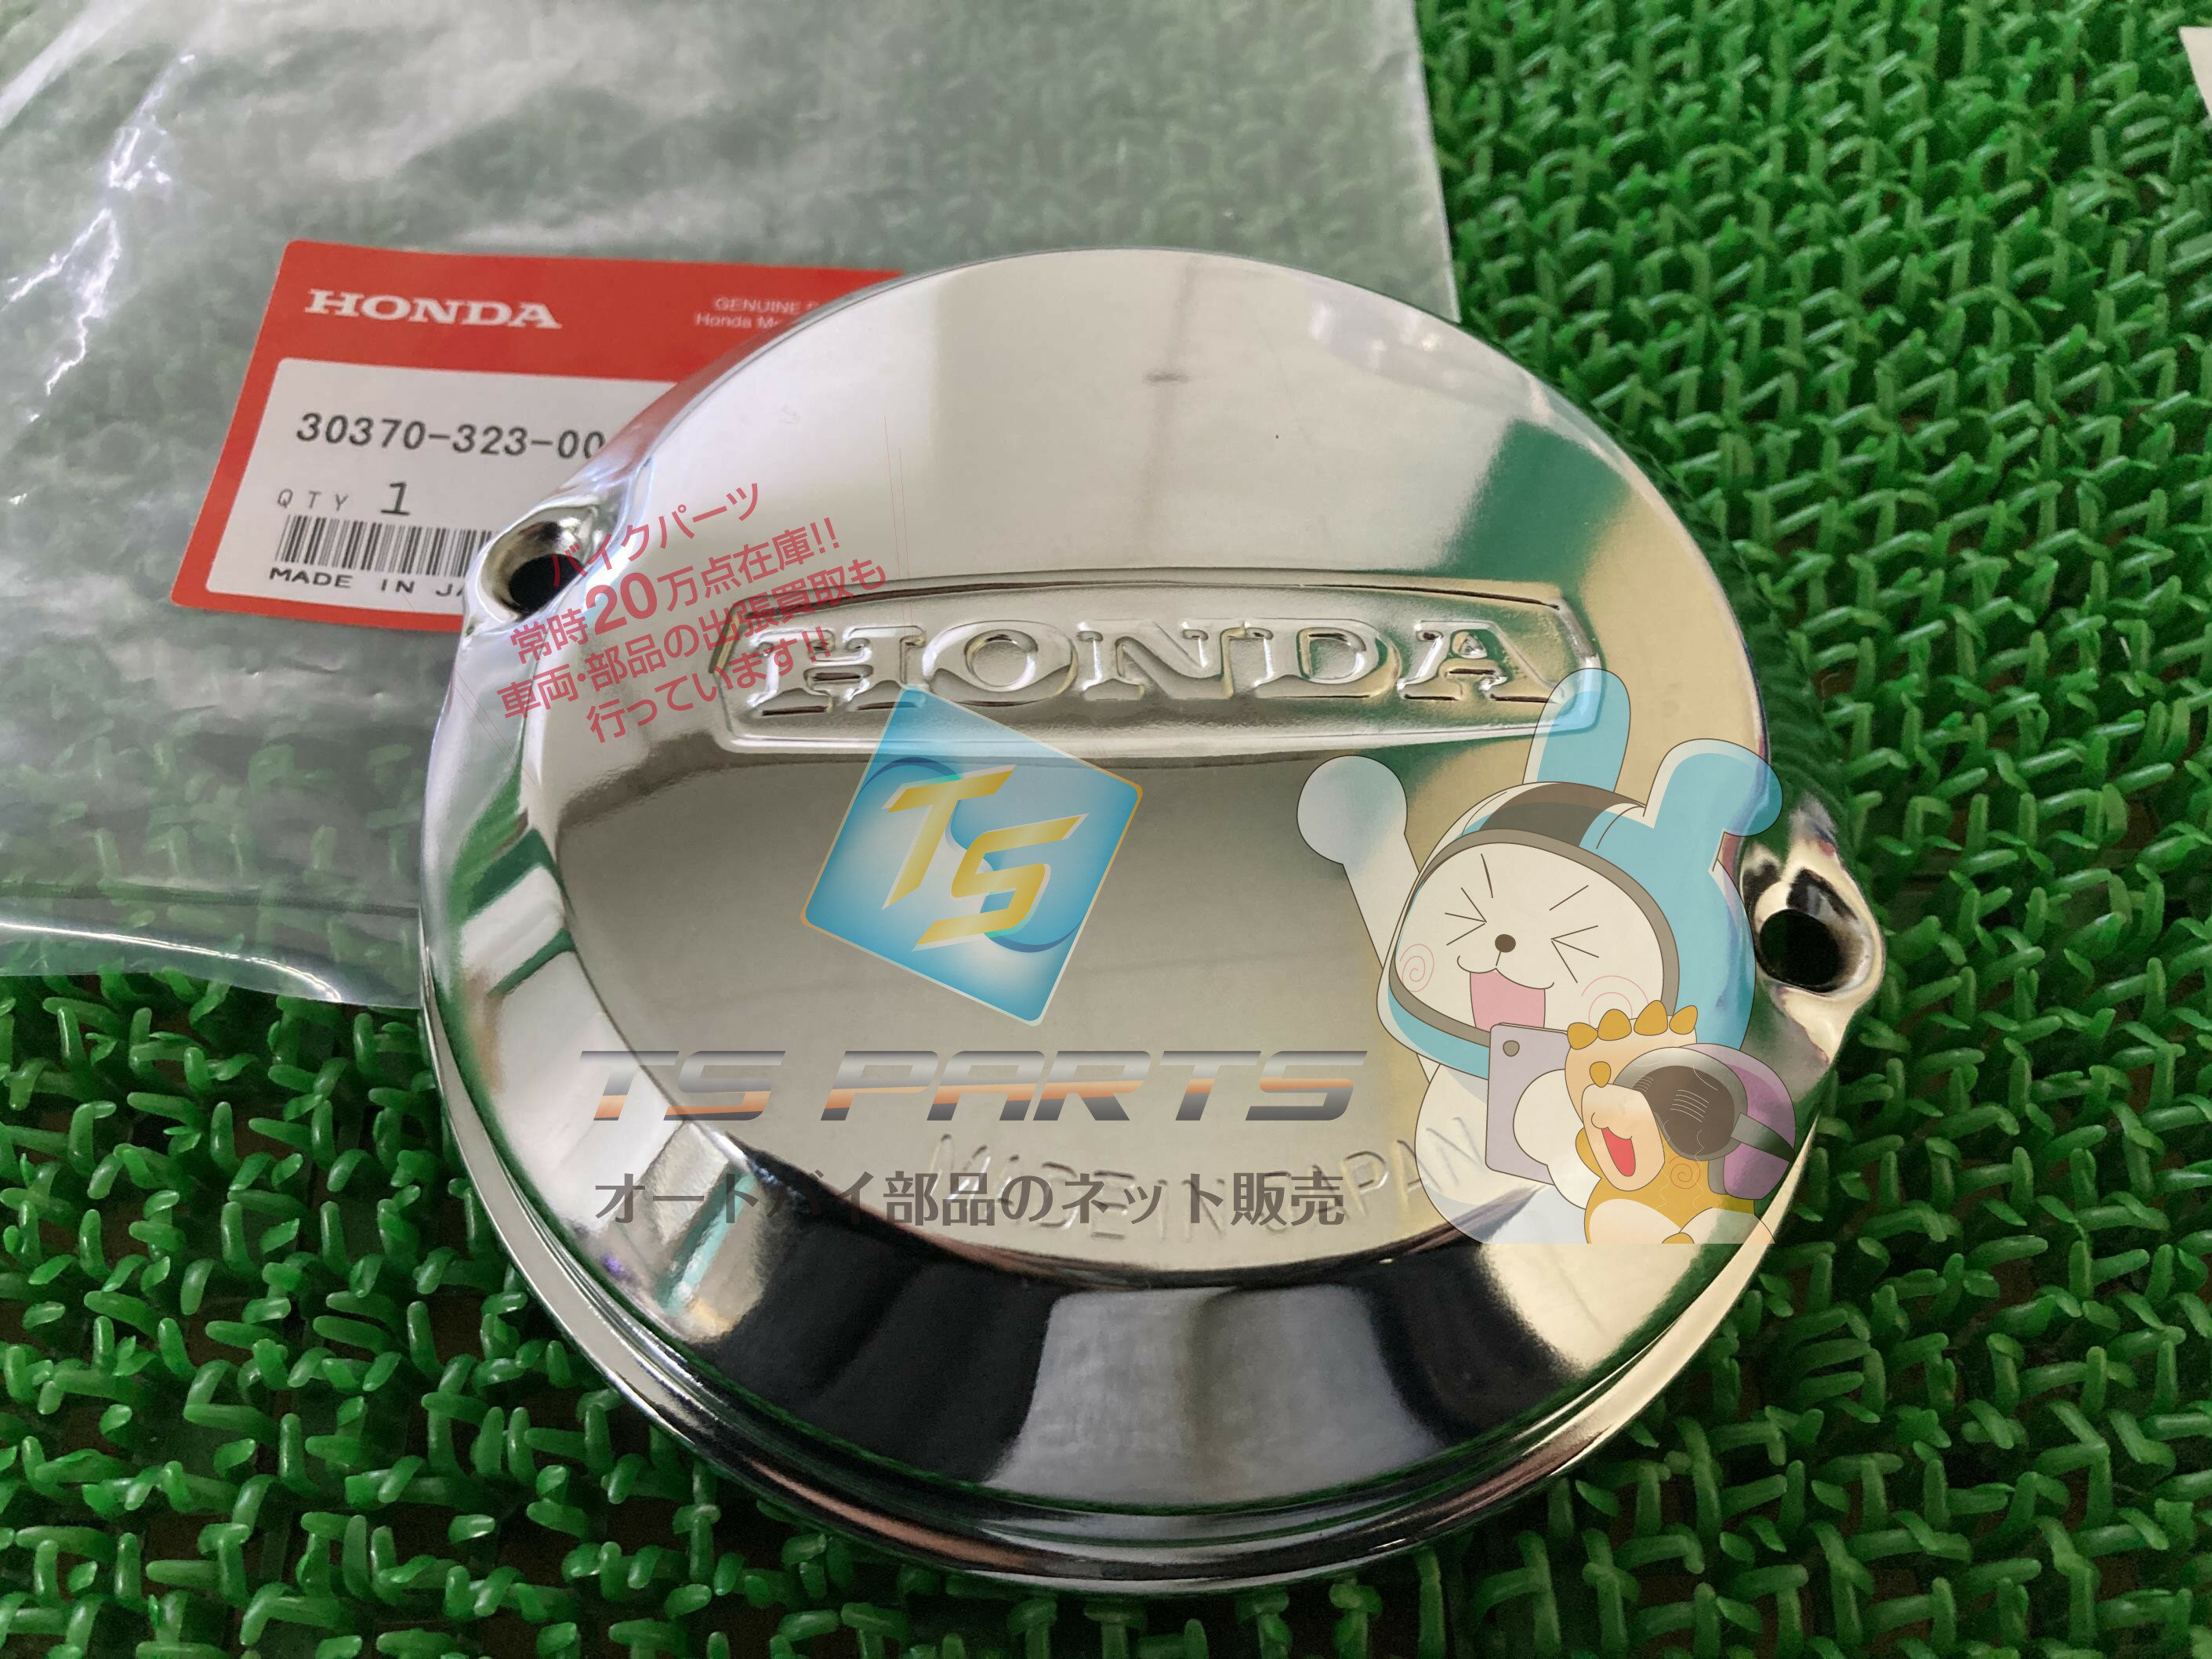 HONDA
GENUINE
Honda
30370-323-00
QTY 1
MADE IN JA
バイクパーツ
常時20万点在庫!!
車両・部品の出張買取も
行っています!!
HONDA
TS
TS PARTS
MADE IN JAPAN
オートバイ部品のネット販売